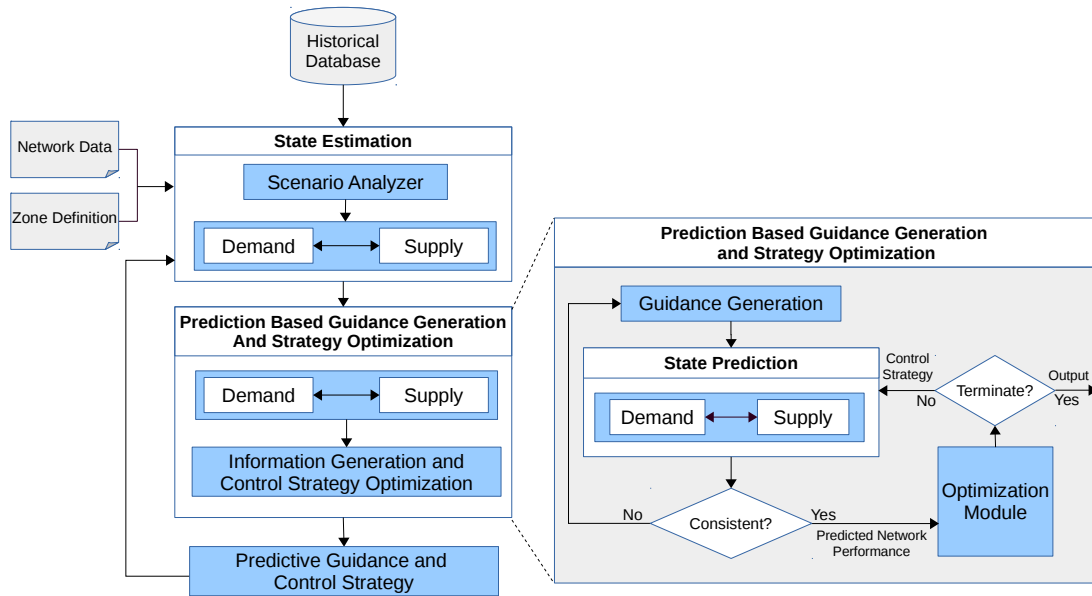 Historical
Database
Network Data
Zone Definition
State Estimation
Scenario Analyzer
Demand
Supply
Prediction Based Guidance Generation
And Strategy Optimization
Demand
Supply
Information Generation and
Control Strategy Optimization
Predictive Guidance and
Control Strategy
Prediction Based Guidance Generation
and Strategy Optimization
Guidance Generation
State Prediction
Demand
Supply
Consistent?
No
Yes
Predicted Network
Performance
Optimization
Module
Terminate?
Control
Strategy
No
Output
Yes